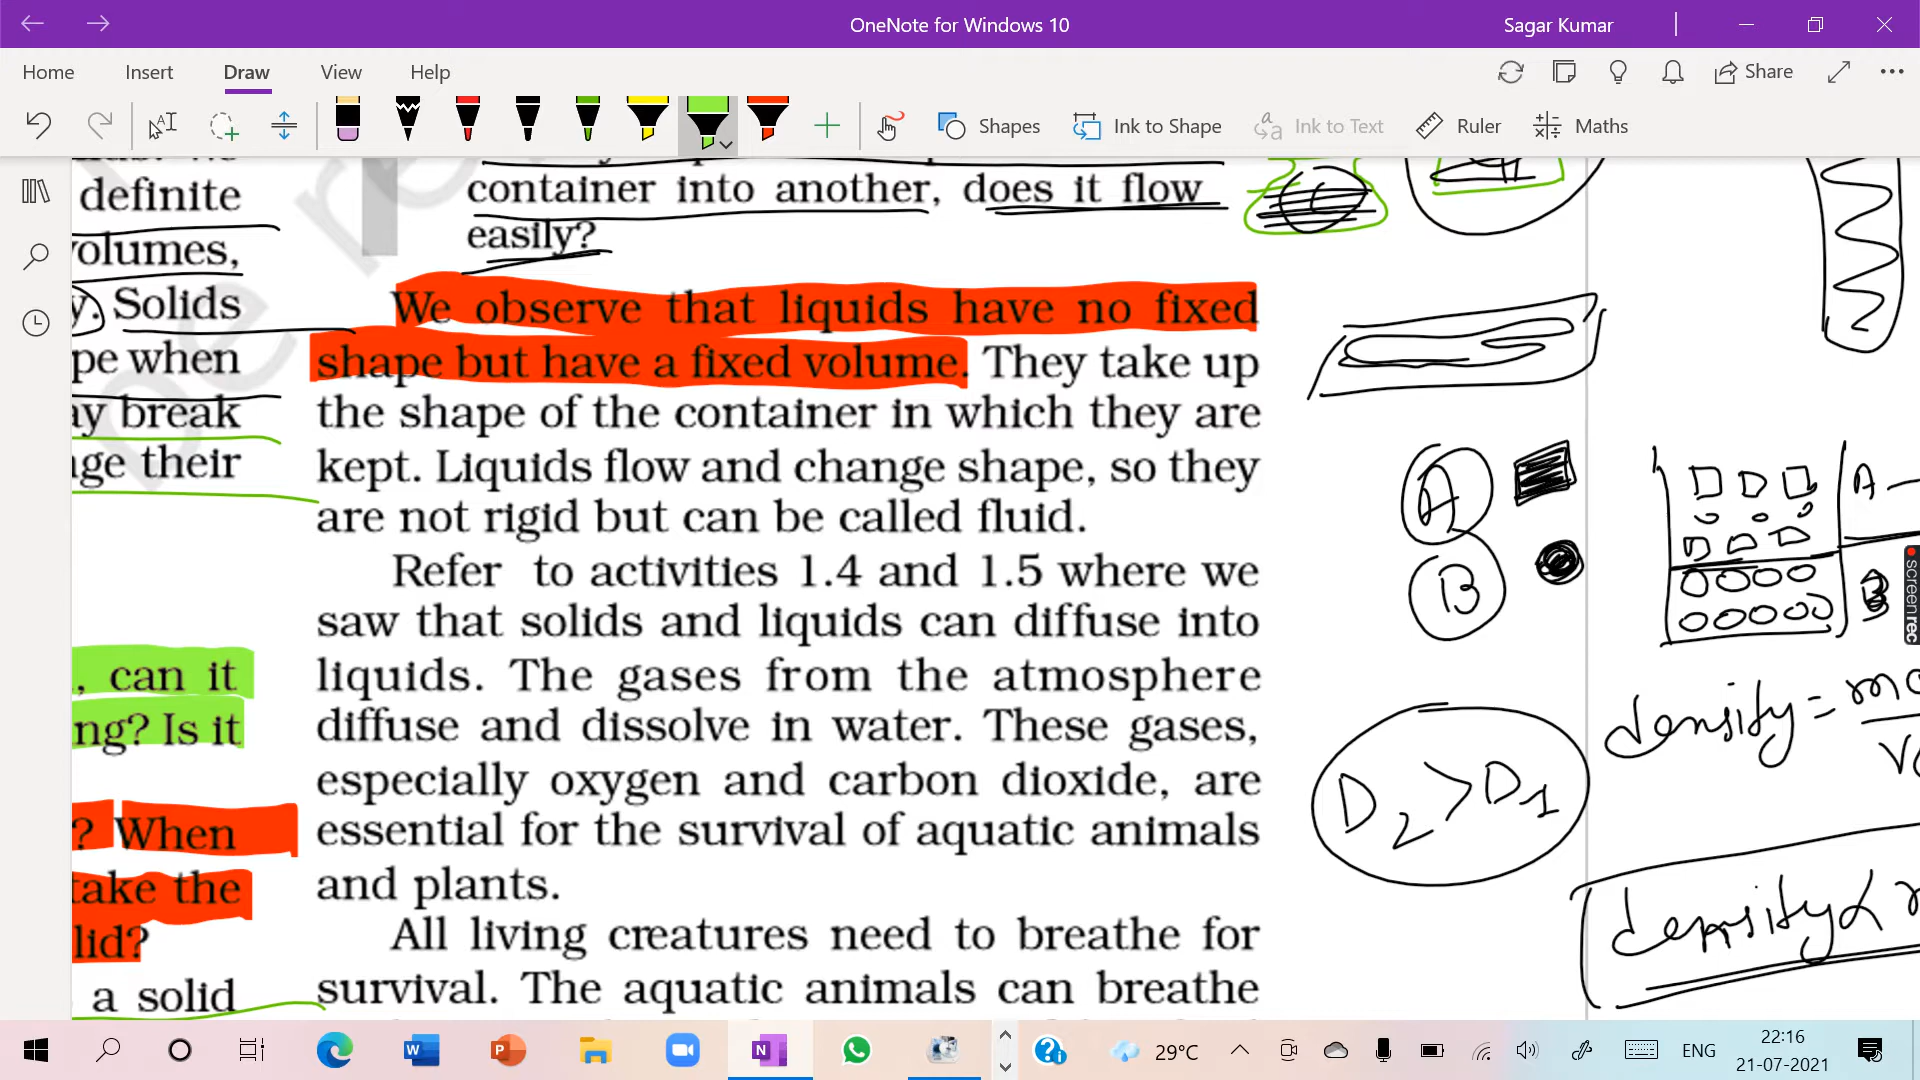 OneNote for Windows 10
Sagar Kumar
Home Insert Draw View Help
Share
Shapes
Ink to Shape
Ink to Text
Ruler
Maths
definite
volumes,
y). Solids
pe when
ay break
nge their
, can it
ng? Is it
? When
take the
lid?
a solid
container into another, does it flow
easily?
We observe that liquids have no fixed
shape but have a fixed volume. They take up
the shape of the container in which they are
kept. Liquids flow and change shape, so they
are not rigid but can be called fluid.
Refer to activities 1.4 and 1.5 where we
saw that solids and liquids can diffuse into
liquids. The gases from the atmosphere
diffuse and dissolve in water. These gases,
especially oxygen and carbon dioxide, are
essential for the survival of aquatic animals
and plants.
All living creatures need to breathe for
survival. The aquatic animals can breathe
A
B
A
B
density =
D2 > D1
density ∝
screenrec
29°C
ENG
22:16
21-07-2021